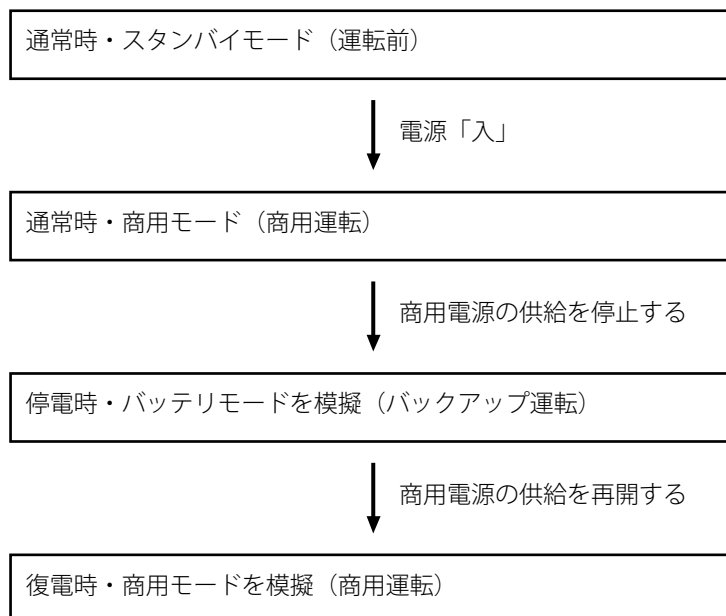 通常時・スタンバイモード（運転前）
電源「入」
通常時・商用モード（商用運転）
商用電源の供給を停止する
停電時・バッテリモードを模擬（バックアップ運転）
商用電源の供給を再開する
復電時・商用モードを模擬（商用運転）